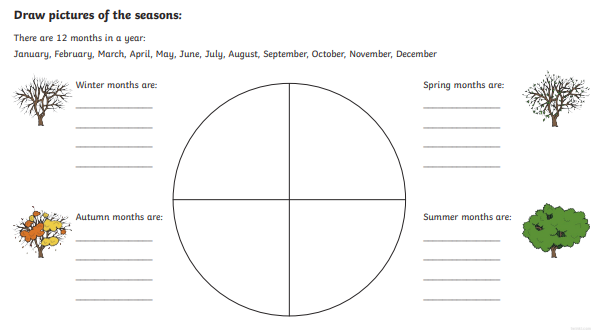 Draw pictures of the seasons:
There are 12 months in a year:
January, February, March, April, May, June, July, August, September, October, November, December
Winter months are:
Spring months are:
Autumn months are:
Summer months are: